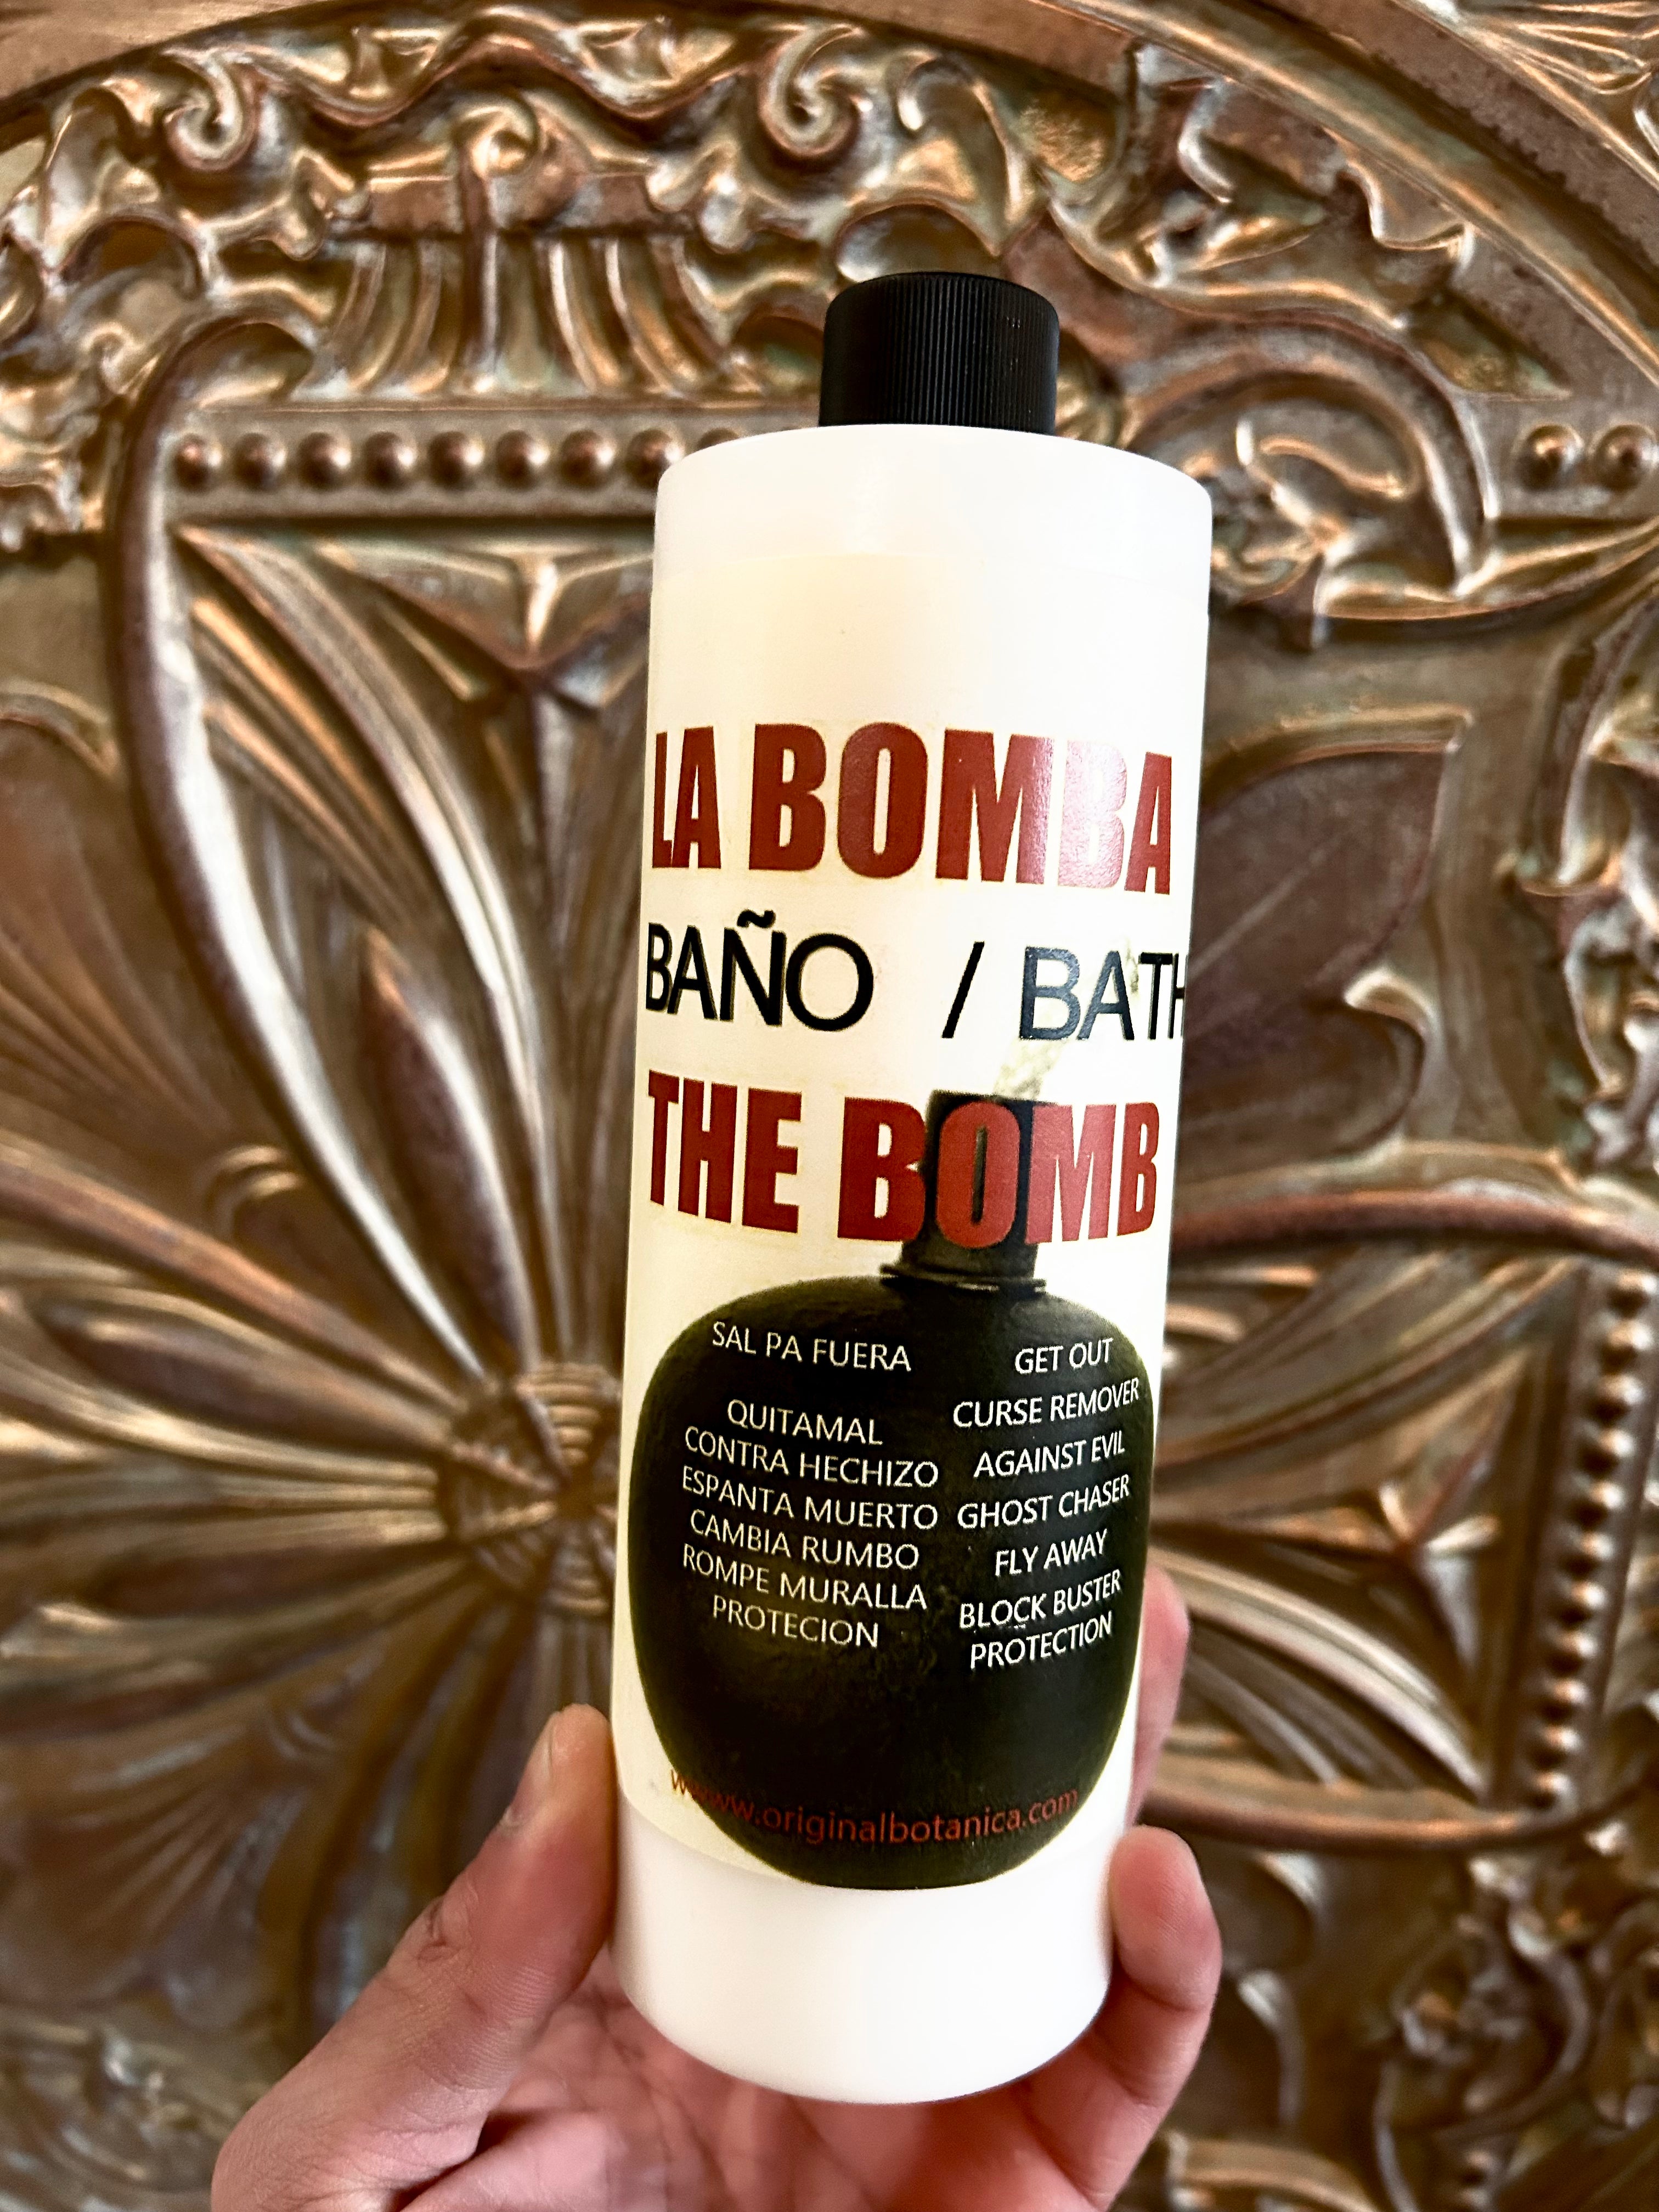 LA BOMBA
BAÑO / BATH
THE BOMB
SAL PA FUERA
QUITAMAL
CONTRA HECHIZO
ESPANTA MUERTO
CAMBIA RUMBO
ROMPE MURALLA
PROTECION
GET OUT
CURSE REMOVER
AGAINST EVIL
GHOST CHASER
FLY AWAY
BLOCK BUSTER
PROTECTION
www.originalbotanica.com